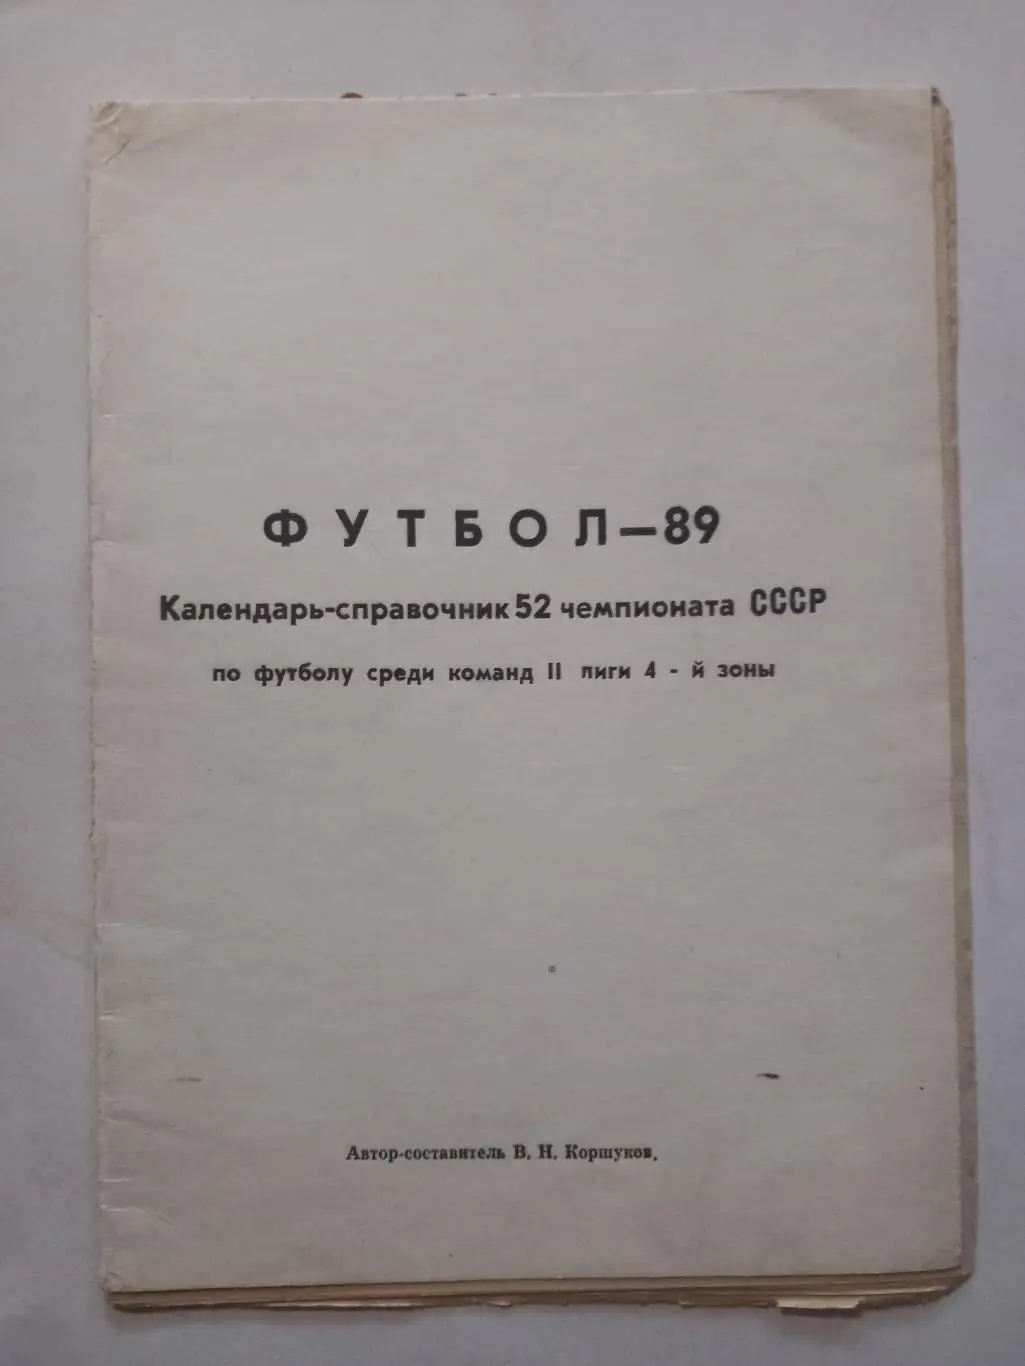 ФУТБОЛ—89
Календарь-справочник 52 чемпионата СССР
по футболу среди команд II лиги 4 - й зоны
Автор-составитель В. Н. Коршуков.